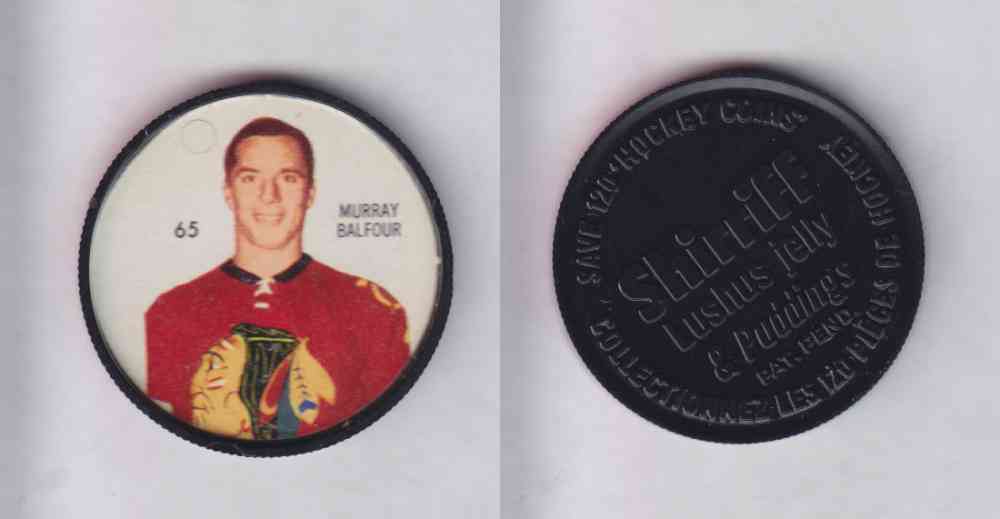 65
MURRAY
BALFOUR
SAVE 120 "HOCKEY COINS"
Shirriff
Lushus jelly
& Puddings
PAT. PEND.
COLLECTIONNEZ LES 120 PIÈCES DE HOCKEY